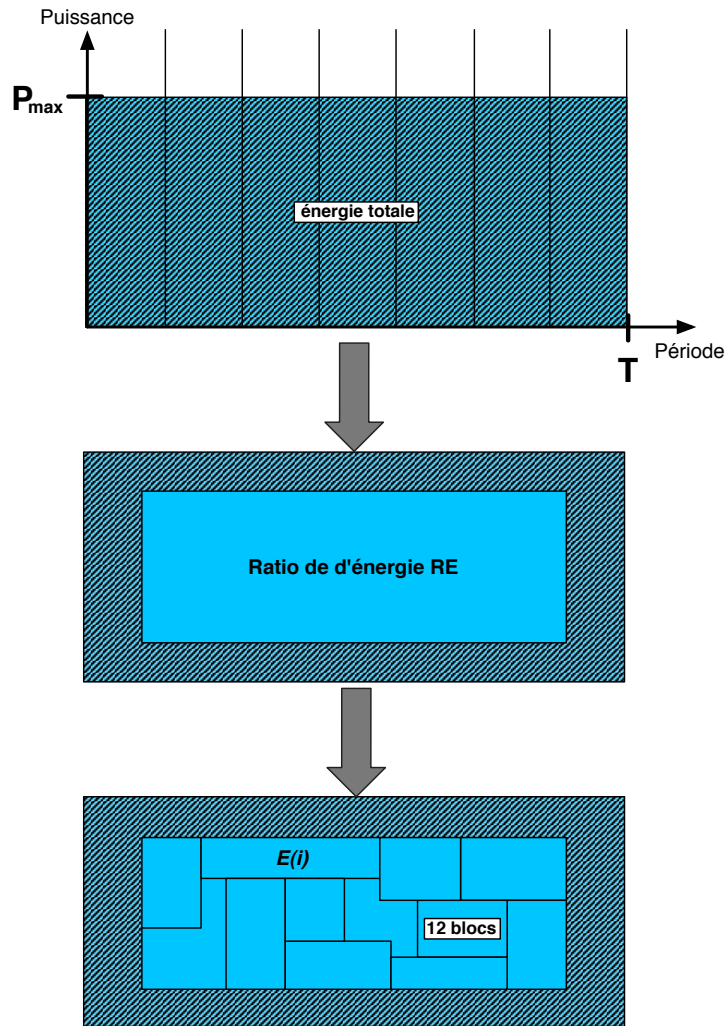 Puissance
Pmax
énergie totale
Période
T
Ratio de d'énergie RE
E(i)
12 blocs